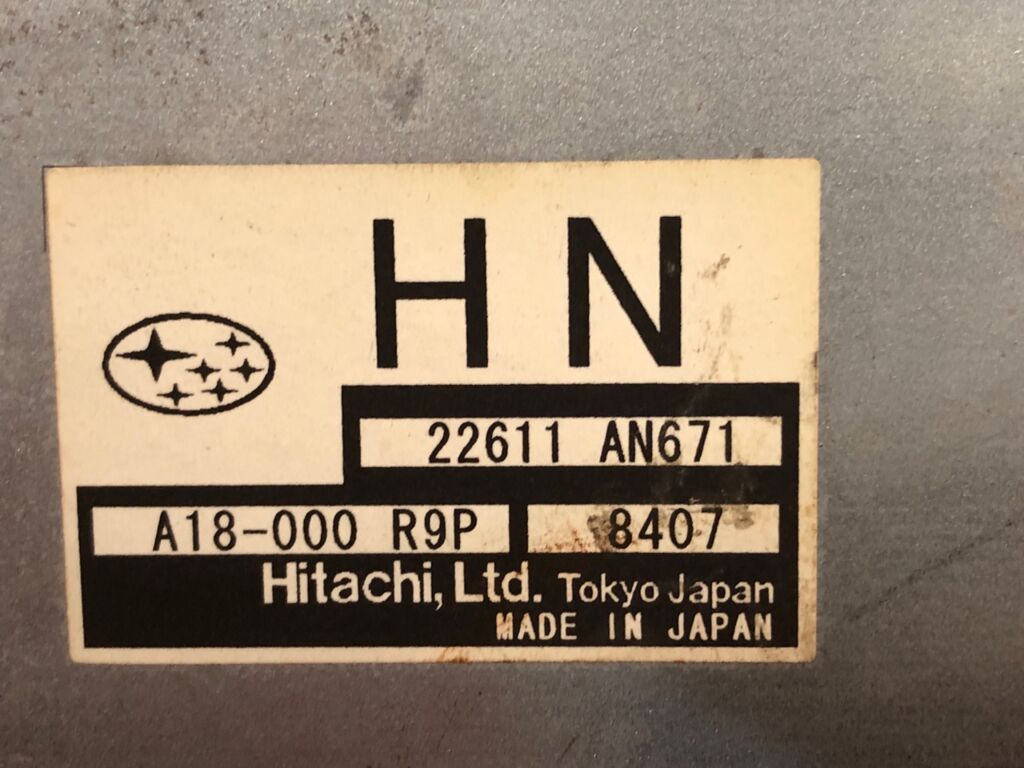 HN
22611 AN671
A18-000 R9P 8407
Hitachi, Ltd. Tokyo Japan
MADE IN JAPAN